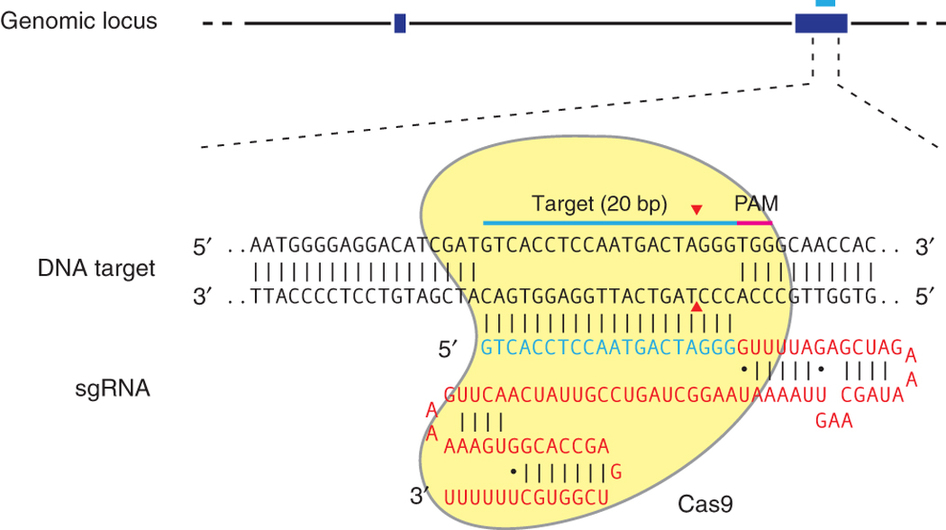 Genomic locus
Target (20 bp) PAM
5′ ..AATGGGGAGGACATCGATGTCACCTCCAATGACTAGGGTGGGCAACCAC.. 3′
DNA target
3′ ..TTACCCCTCCTGTAGCTACAGTGGAGGTTACTGATCCCACCCGTTGGTG.. 5′
5′ GTCACCTCCAATGACTAGGGGUUUUAGAGCUAGA
A
sgRNA
GUUCAACUAUUGCCUGAUCGGAAUAAAAUU CGAUA
A
GAA
A
AAAGUGGCACCGA
G
3′ UUUUUUCGUGGCU
Cas9